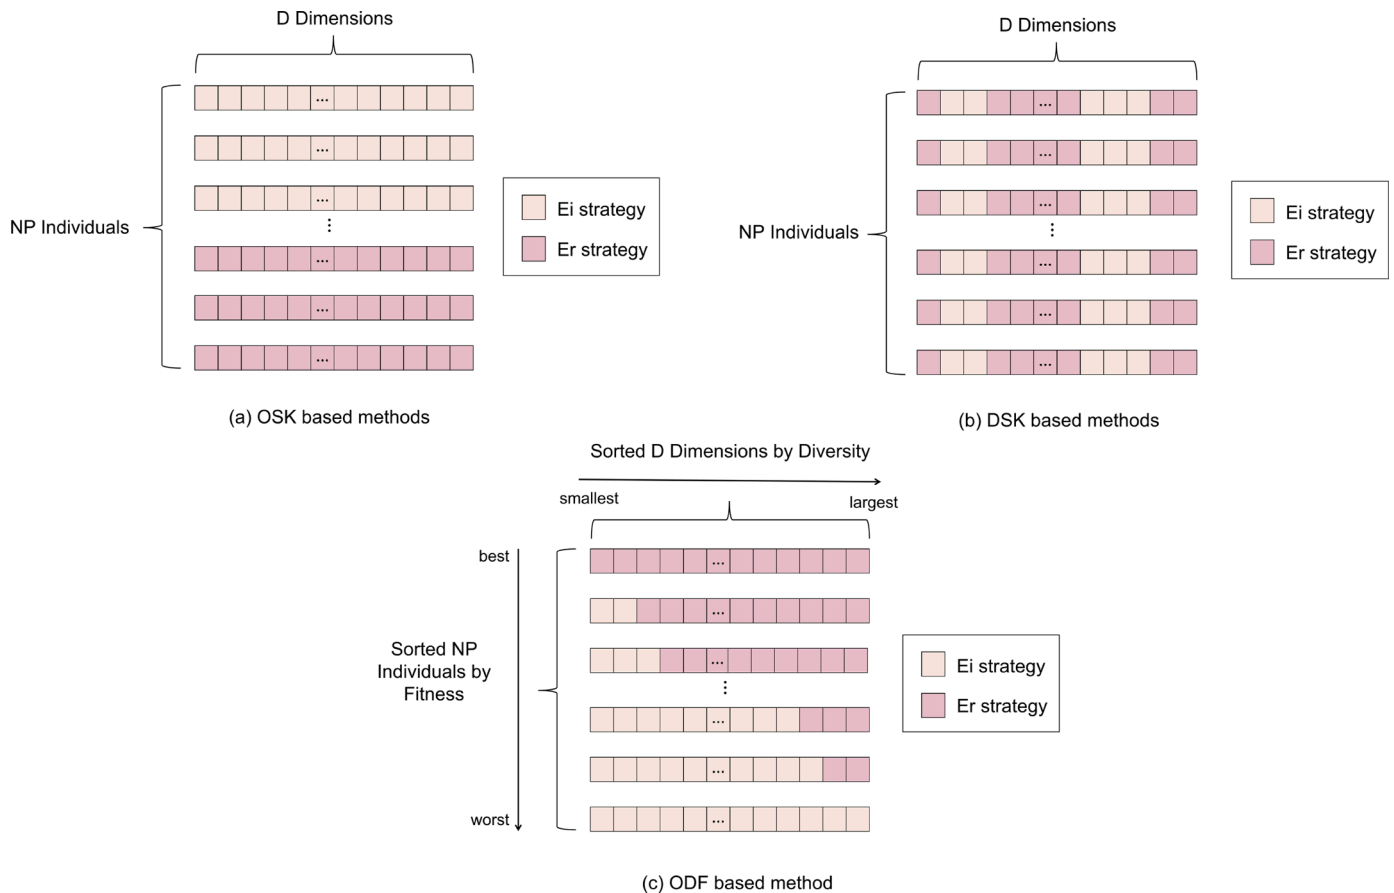 D Dimensions
...
...
...
NP Individuals
...
...
...
...
Ei strategy
Er strategy
(a) OSK based methods
D Dimensions
...
...
...
NP Individuals
...
...
...
...
Ei strategy
Er strategy
(b) DSK based methods
Sorted D Dimensions by Diversity
smallest
largest
best
...
...
...
Sorted NP
Individuals by
Fitness
...
...
...
worst
...
Ei strategy
Er strategy
(c) ODF based method